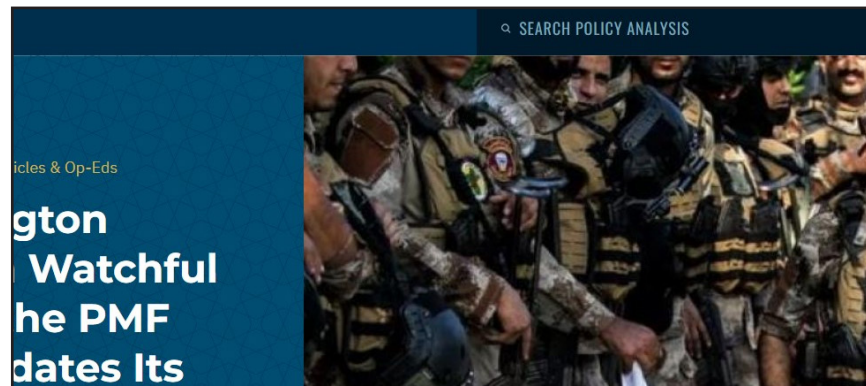 SEARCH POLICY ANALYSIS
icles & Op-Eds
gton
Watchful
he PMF
dates Its